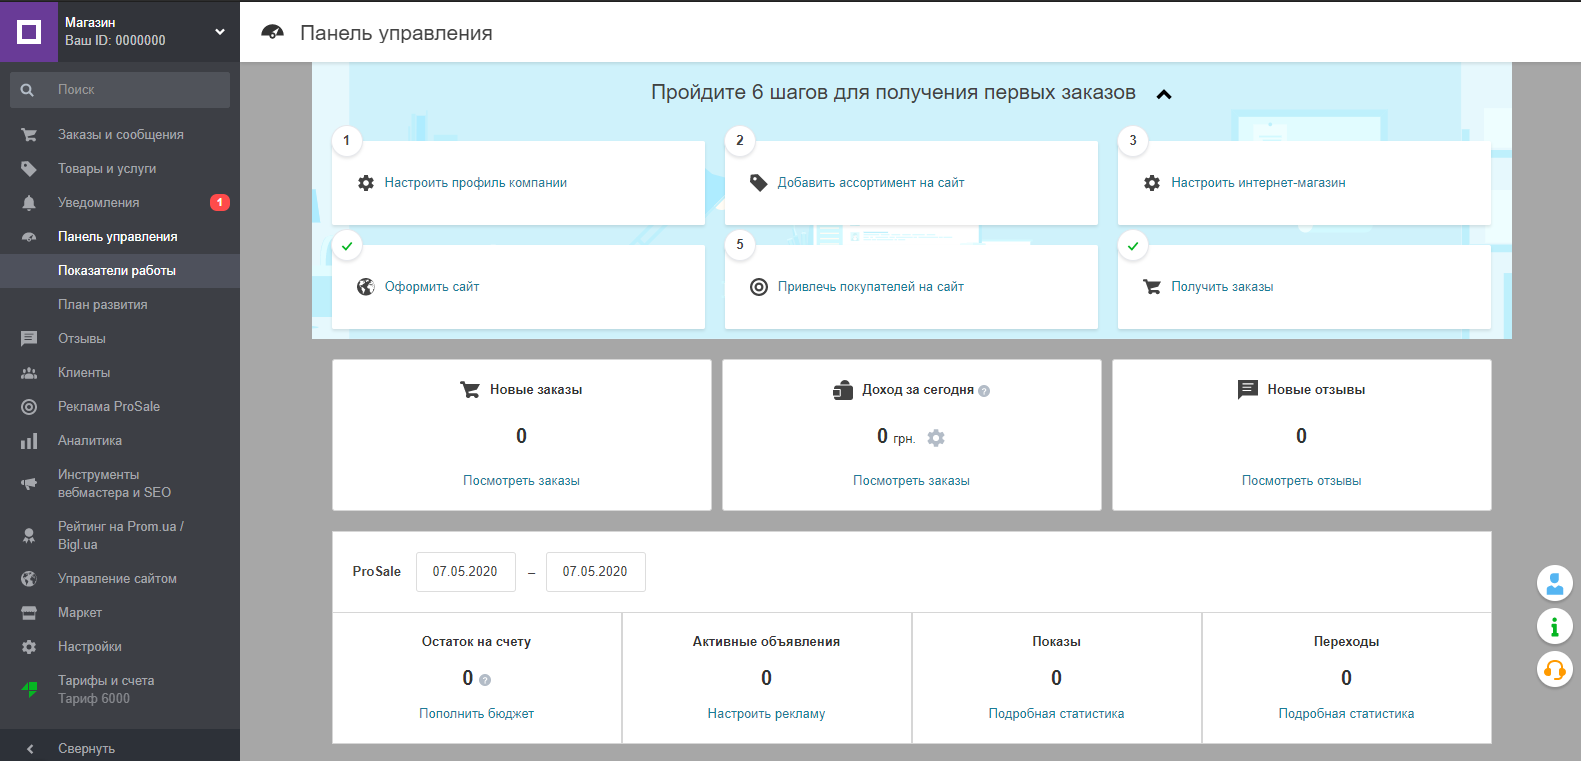 Магазин
Ваш ID: 0000000
Поиск
Заказы и сообщения
Товары и услуги
Уведомления 1
Панель управления
Показатели работы
План развития
Отзывы
Клиенты
Реклама ProSale
Аналитика
Инструменты
вебмастера и SEO
Рейтинг на Prom.ua /
Bigl.ua
Управление сайтом
Маркет
Настройки
Тарифы и счета
Тариф 6000
Свернуть
Панель управления
Пройдите 6 шагов для получения первых заказов
1 2 3
Настроить профиль компании Добавить ассортимент на сайт Настроить интернет-магазин
5
Оформить сайт Привлечь покупателей на сайт Получить заказы
Новые заказы Доход за сегодня ? Новые отзывы
0 0 грн. 0
Посмотреть заказы Посмотреть заказы Посмотреть отзывы
ProSale 07.05.2020 – 07.05.2020
Остаток на счету Активные объявления Показы Переходы
0 ? 0 0 0
Пополнить бюджет Настроить рекламу Подробная статистика Подробная статистика